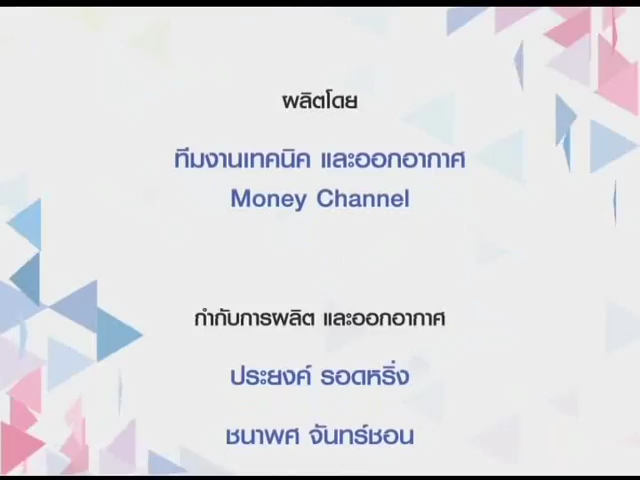 ผลิตโดย
ทีมงานเทคนิค และออกอากาศ
Money Channel
กำกับการผลิต และออกอากาศ
ประยงค์ รอดหริ่ง
ชนาพศ จันทร์ชอน